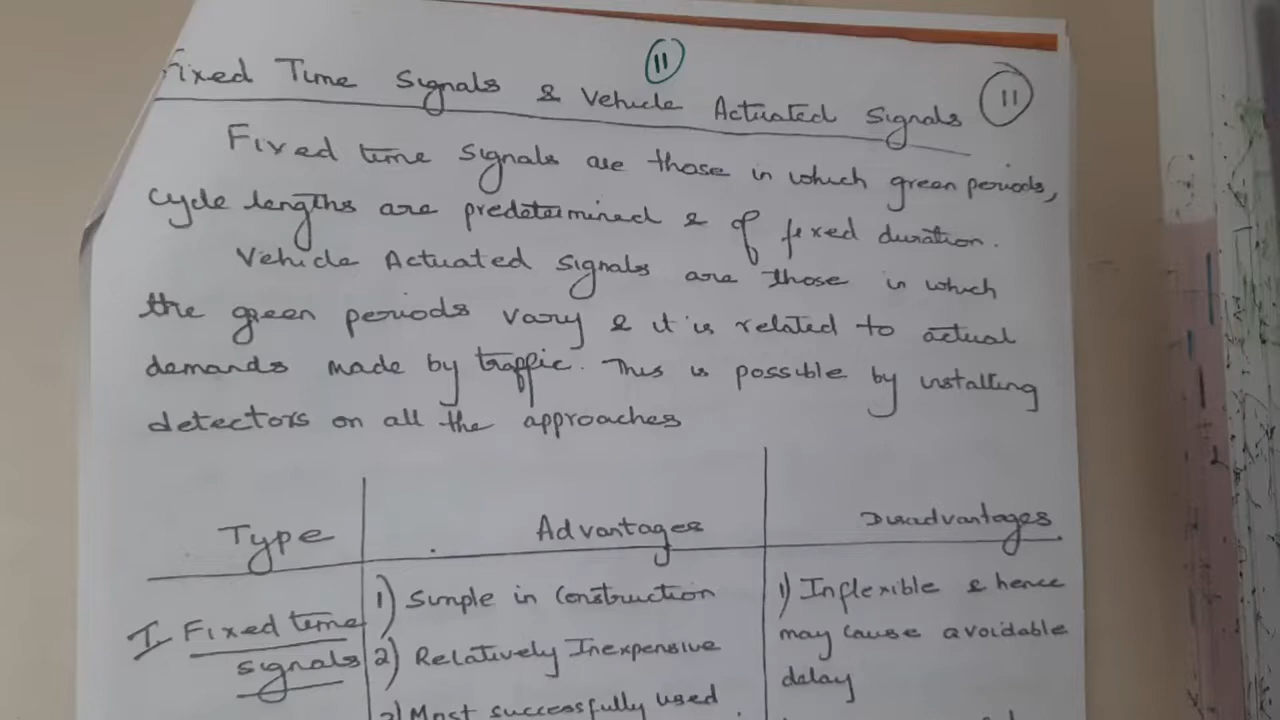 11
Fixed Time Signals & Vehicle Actuated Signals 11
Fixed time signals are those in which green periods,
cycle lengths are predetermined & of fixed duration.
Vehicle Actuated signals are those in which
the green periods vary & it is related to actual
demands made by traffic. This is possible by installing
detectors on all the approaches
Type Advantages Disadvantages
I. Fixed time signals
1) Simple in Construction
2) Relatively Inexpensive
3) Most successfully used
1) Inflexible & hence
may cause avoidable
delay